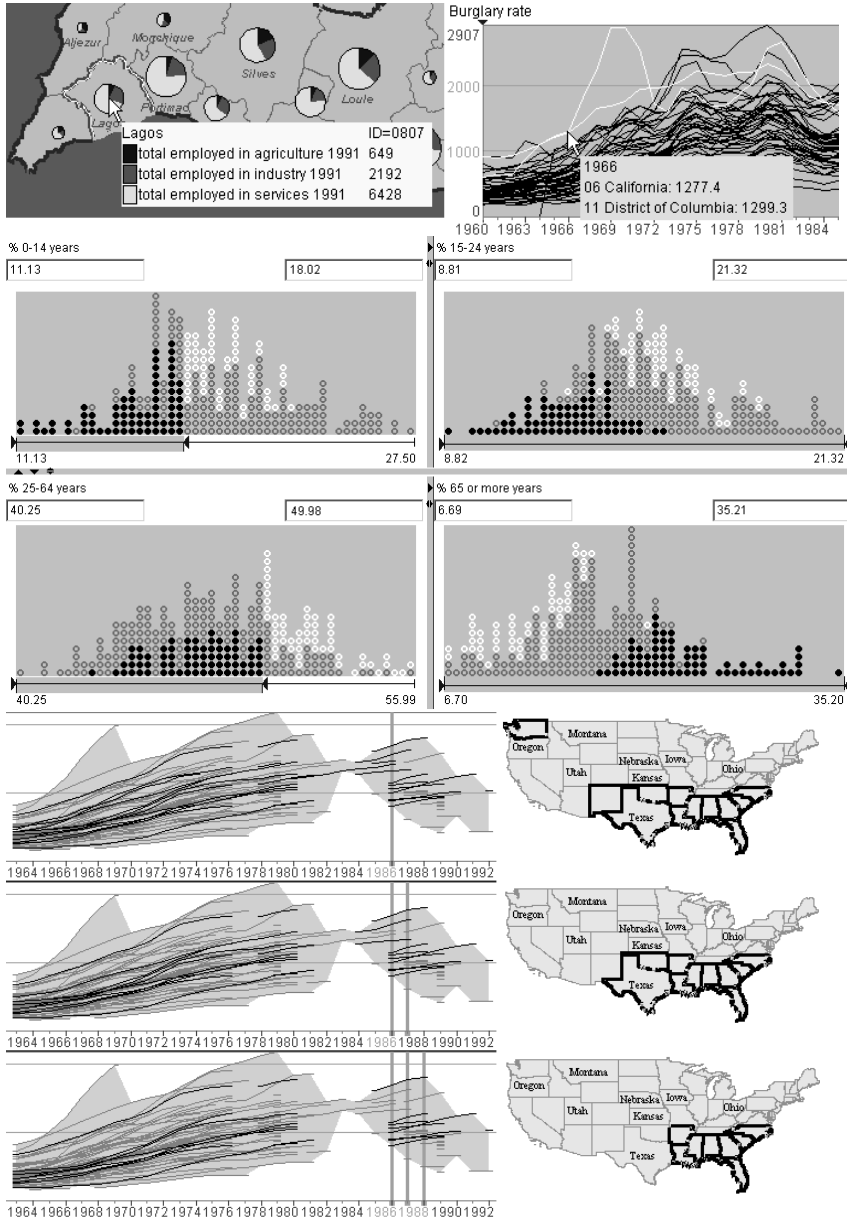 Aljezur
Monchique
Silves
Loule
Portimao
Lagos
Lagos ID=0807
total employed in agriculture 1991 649
total employed in industry 1991 2192
total employed in services 1991 6428
Burglary rate
2907
2000
1000
0
1966
06 California: 1277.4
11 District of Columbia: 1299.3
1960 1963 1966 1969 1972 1975 1978 1981 1984
% 0-14 years
11.13 18.02
11.13 27.50
% 15-24 years
8.81 21.32
8.82 21.32
% 25-64 years
40.25 49.98
40.25 55.99
% 65 or more years
6.69 35.21
6.70 35.20
1964 1966 1968 1970 1972 1974 1976 1978 1980 1982 1984 1986 1988 1990 1992
Montana
Oregon
Nebraska Iowa
Ohio
Utah
Kansas
Texas
1964 1966 1968 1970 1972 1974 1976 1978 1980 1982 1984 1986 1988 1990 1992
Montana
Oregon
Nebraska Iowa
Ohio
Utah
Kansas
Texas
1964 1966 1968 1970 1972 1974 1976 1978 1980 1982 1984 1986 1988 1990 1992
Montana
Oregon
Nebraska Iowa
Ohio
Utah
Kansas
Texas